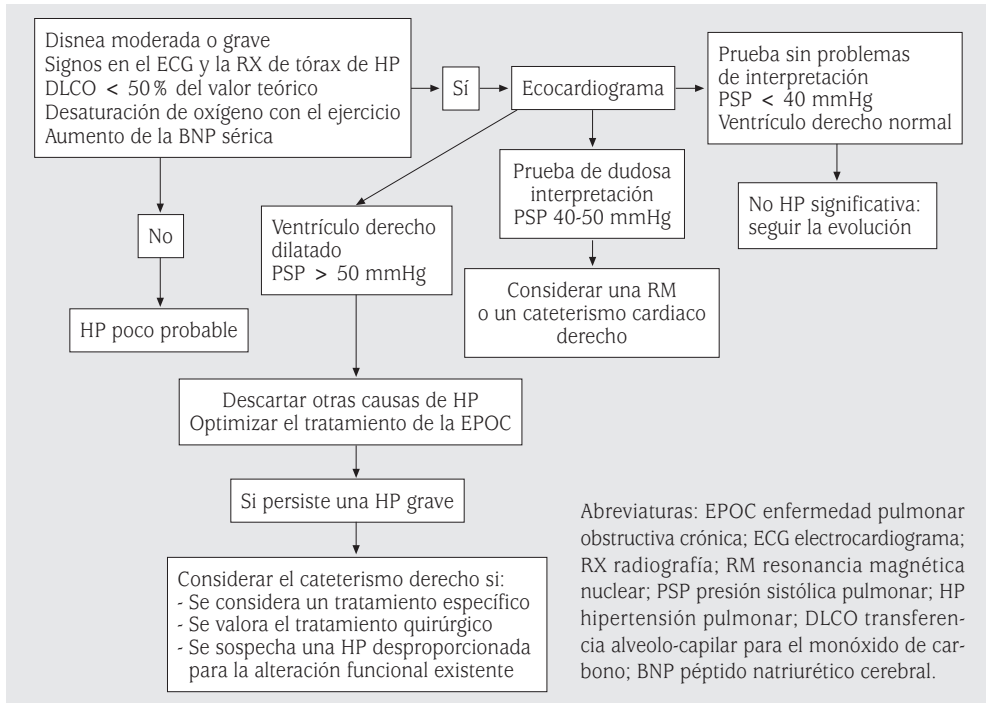 Disnea moderada o grave
Signos en el ECG y la RX de tórax de HP
DLCO < 50 % del valor teórico
Desaturación de oxígeno con el ejercicio
Aumento de la BNP sérica
Sí
Ecocardiograma
Prueba sin problemas
de interpretación
PSP < 40 mmHg
Ventrículo derecho normal
No
Ventrículo derecho
dilatado
PSP > 50 mmHg
Prueba de dudosa
interpretación
PSP 40-50 mmHg
No HP significativa:
seguir la evolución
HP poco probable
Considerar una RM
o un cateterismo cardiaco
derecho
Descartar otras causas de HP
Optimizar el tratamiento de la EPOC
Si persiste una HP grave
Considerar el cateterismo derecho si:
- Se considera un tratamiento específico
- Se valora el tratamiento quirúrgico
- Se sospecha una HP desproporcionada
para la alteración funcional existente
Abreviaturas: EPOC enfermedad pulmonar
obstructiva crónica; ECG electrocardiograma;
RX radiografía; RM resonancia magnética
nuclear; PSP presión sistólica pulmonar; HP
hipertensión pulmonar; DLCO transferen-
cia alveolo-capilar para el monóxido de car-
bono; BNP péptido natriurético cerebral.